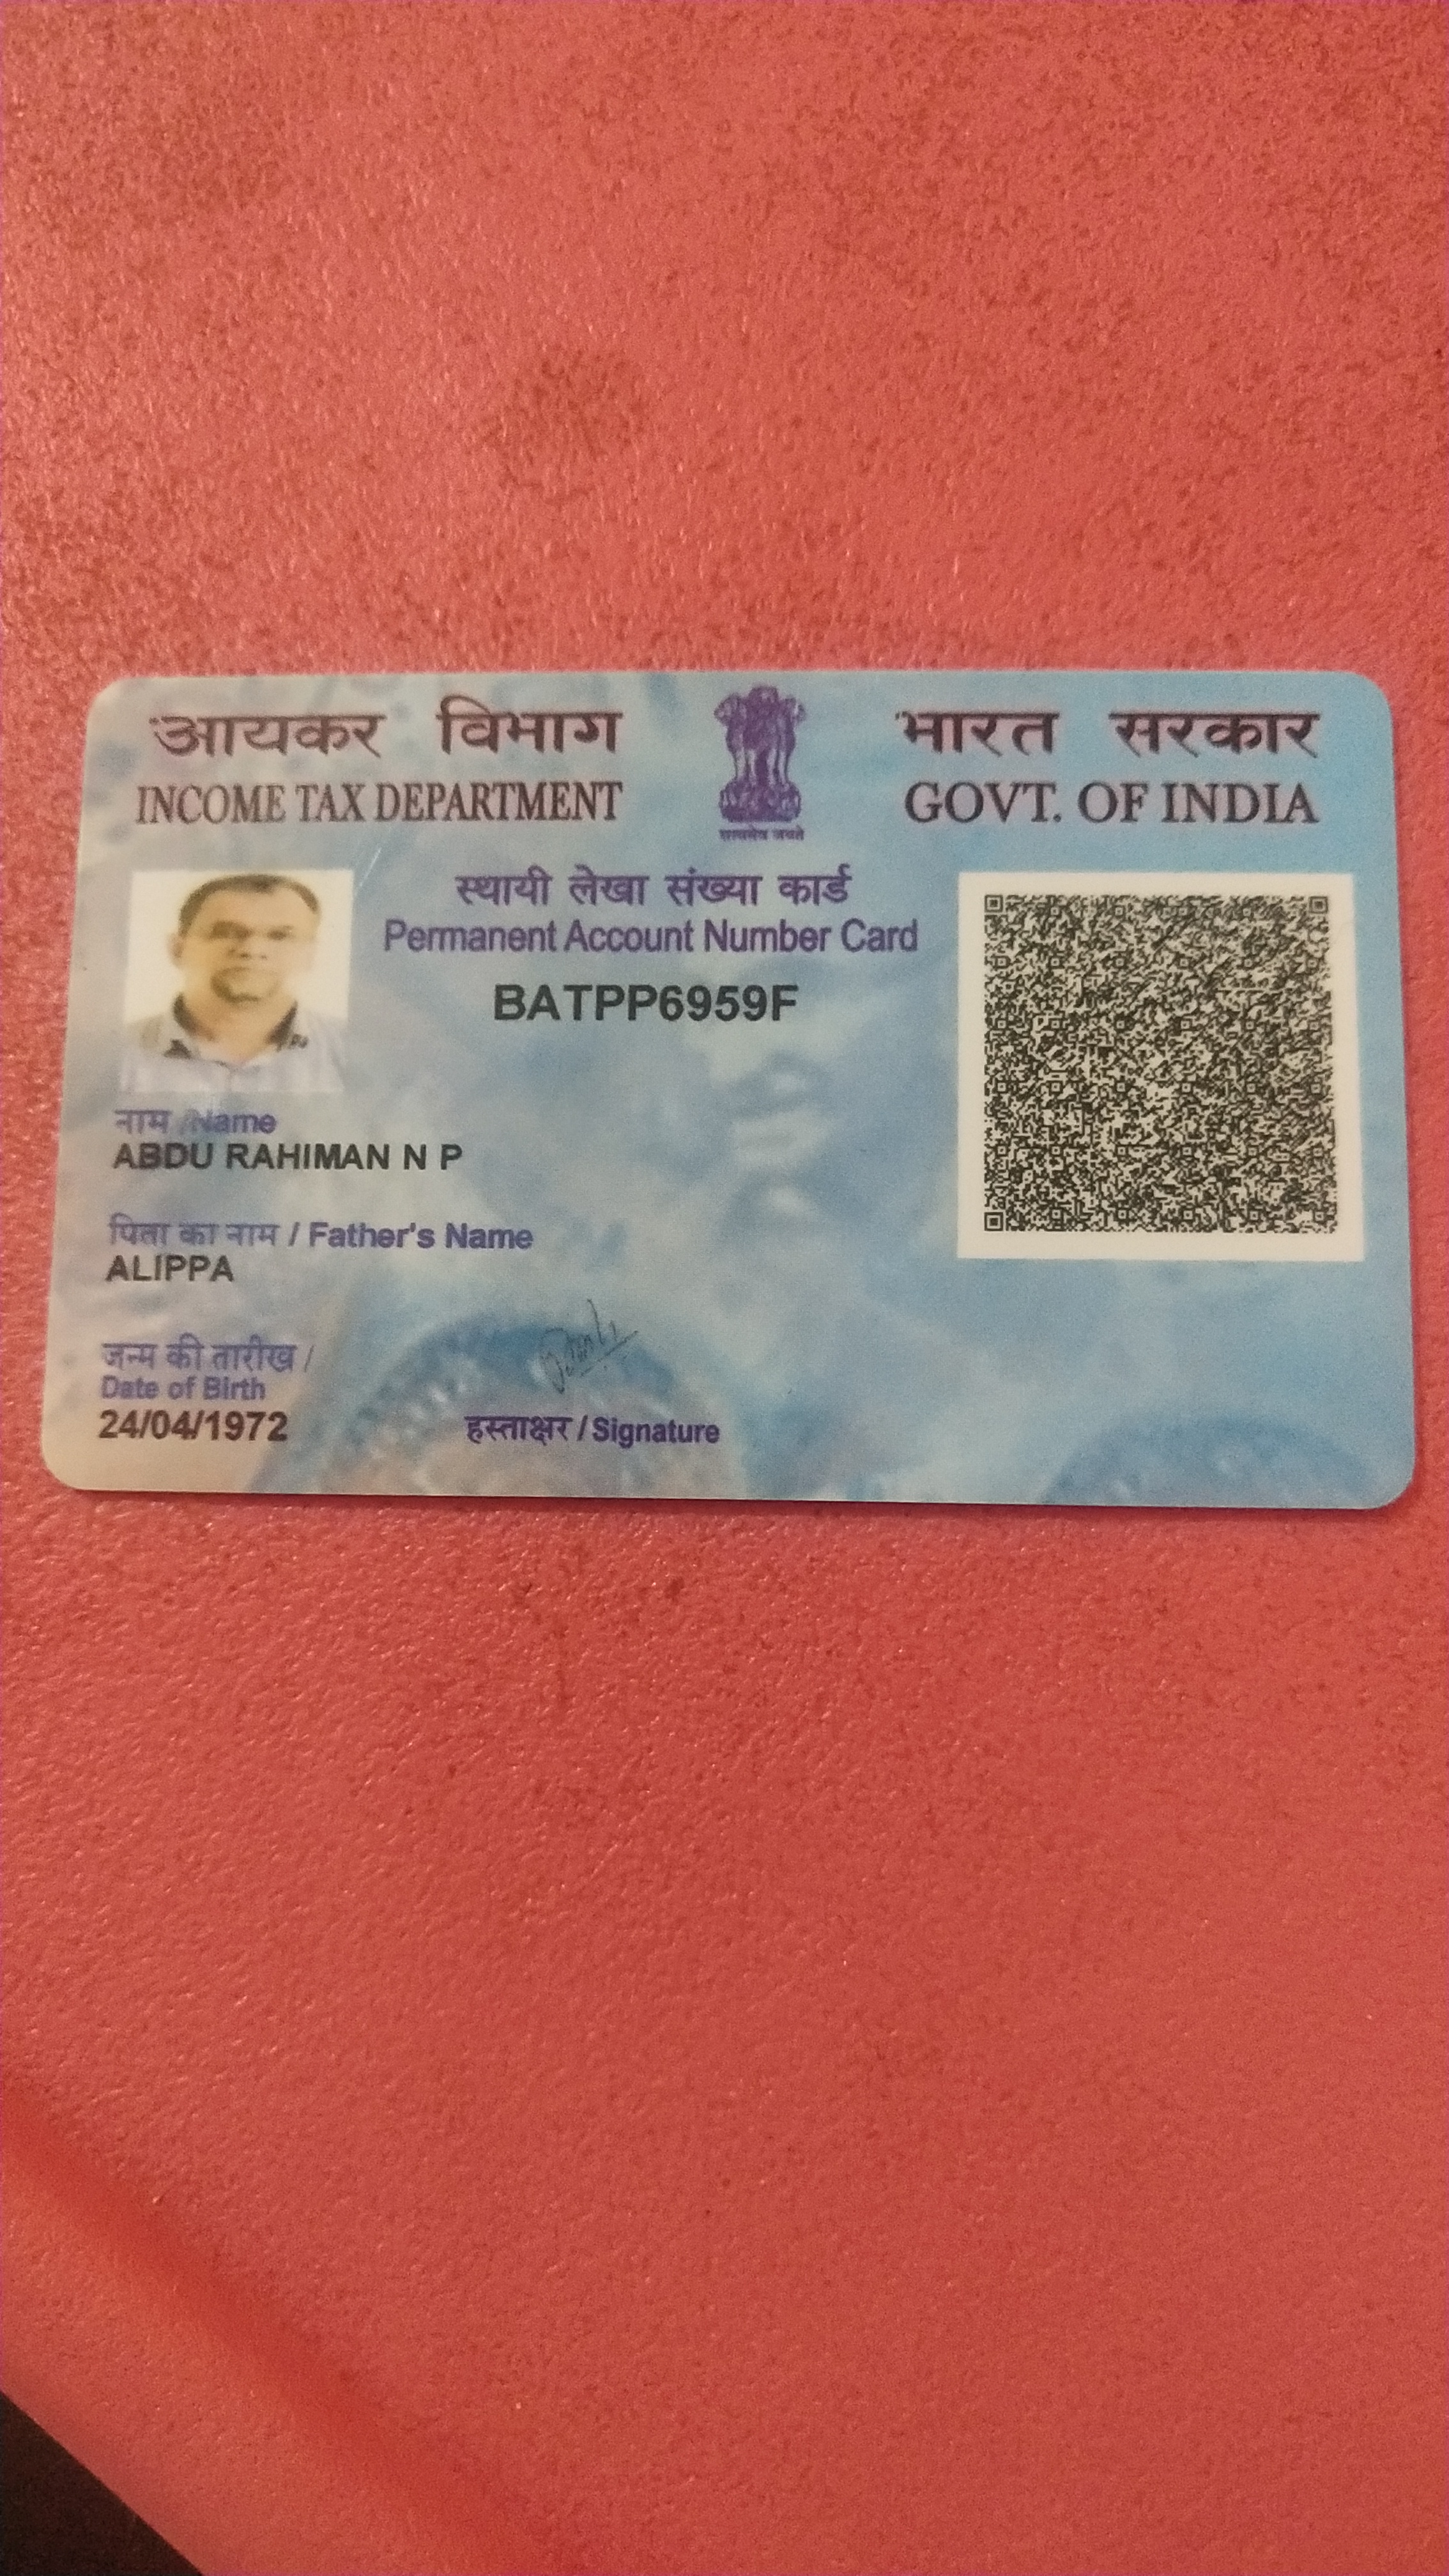 आयकर विभाग
INCOME TAX DEPARTMENT
सत्यमेव जयते
भारत सरकार
GOVT. OF INDIA
स्थायी लेखा संख्या कार्ड
Permanent Account Number Card
BATPP6959F
नाम /Name
ABDU RAHIMAN N P
पिता का नाम / Father's Name
ALIPPA
जन्म की तारीख /
Date of Birth
24/04/1972
हस्ताक्षर / Signature